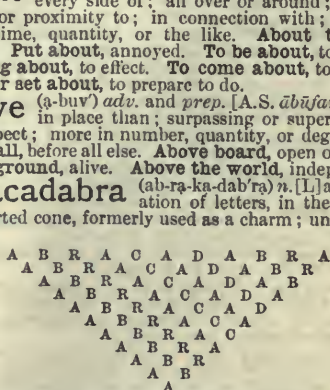 every side of; all over or around;
or proximity to; in connection with;
ime, quantity, or the like. About t
Put about, annoyed. To be about, to
g about, to effect. To come about, to
r set about, to prepare to do.
ve (a-buv') adv. and prep. [A.S. ābūfan
in place than; surpassing or super
pect; more in number, quantity, or deg
all, before all else. Above board, open o
ground, alive. Above the world, indep
cadabra (ab-ra-ka-dab'ra) n. [L] a
ation of letters, in the
rted cone, formerly used as a charm; un
A B R A C A D A B R A
A B R A C A D A B R
A B R A C A D A B
A B R A C A D A
A B R A C A D
A B R A C A
A B R A C
A B R A
A B R
A B
A